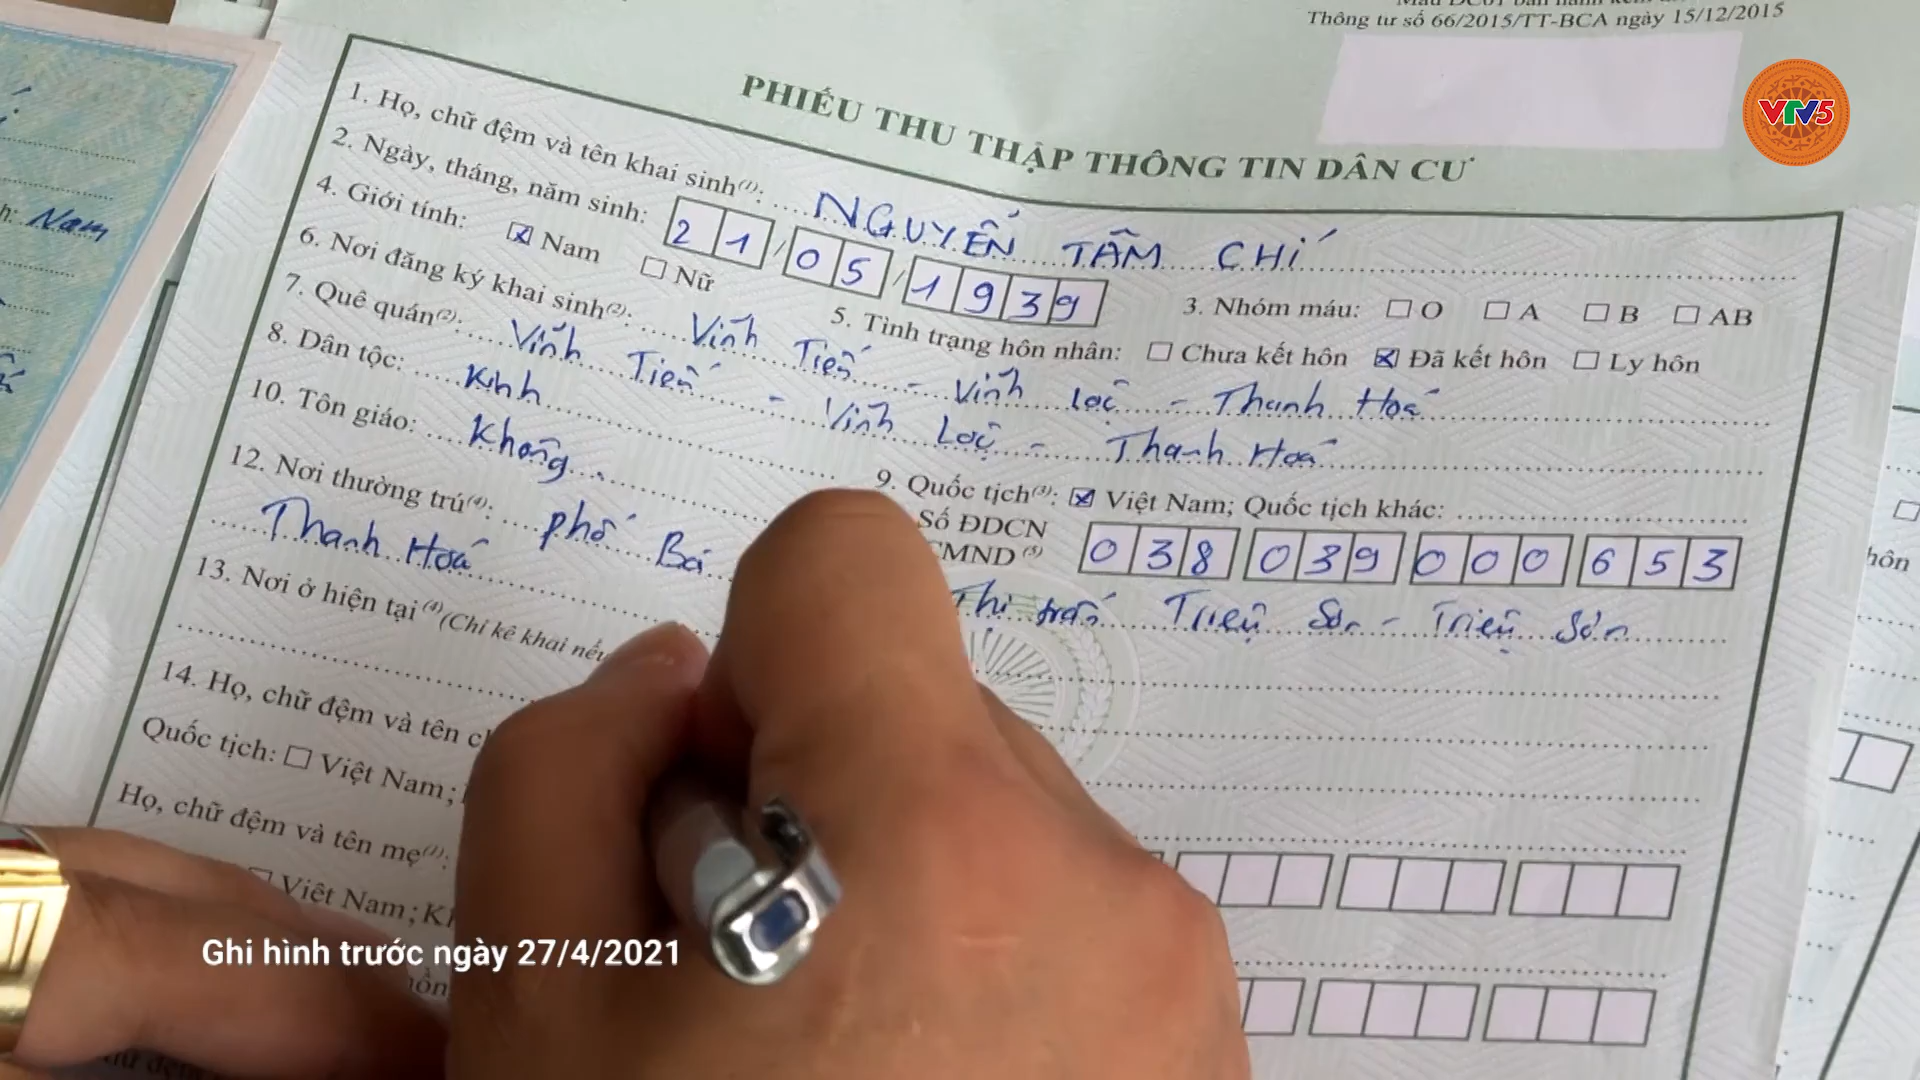 Thông tư số 66/2015/TT-BCA ngày 15/12/2015
VTV5
PHIẾU THU THẬP THÔNG TIN DÂN CƯ
1. Họ, chữ đệm và tên khai sinh(1): NGUYỄN TÂM CHÍ
2. Ngày, tháng, năm sinh: 21/05/1939 3. Nhóm máu: O A B AB
4. Giới tính: Nam Nữ 5. Tình trạng hôn nhân: Chưa kết hôn Đã kết hôn Ly hôn
6. Nơi đăng ký khai sinh(2): Vĩnh Tiến - Vĩnh Lộc - Thanh Hoá
7. Quê quán(2): Vĩnh Tiến - Vĩnh Lộc - Thanh Hoá
8. Dân tộc: Kinh 9. Quốc tịch(3): Việt Nam; Quốc tịch khác:
10. Tôn giáo: Không Số ĐDCN
CMND(5) 038 039 000 653
12. Nơi thường trú(4): Phố Bá Thị trấn Triệu Sơn - Triệu Sơn
Thanh Hoá
13. Nơi ở hiện tại(4)(Chỉ kê khai nếu
14. Họ, chữ đệm và tên
Quốc tịch: Việt Nam;
Họ, chữ đệm và tên mẹ(1):
Việt Nam;
Nam
hôn
Ghi hình trước ngày 27/4/2021